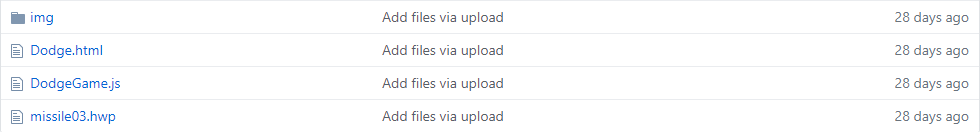 img Add files via upload 28 days ago
Dodge.html Add files via upload 28 days ago
DodgeGame.js Add files via upload 28 days ago
missile03.hwp Add files via upload 28 days ago